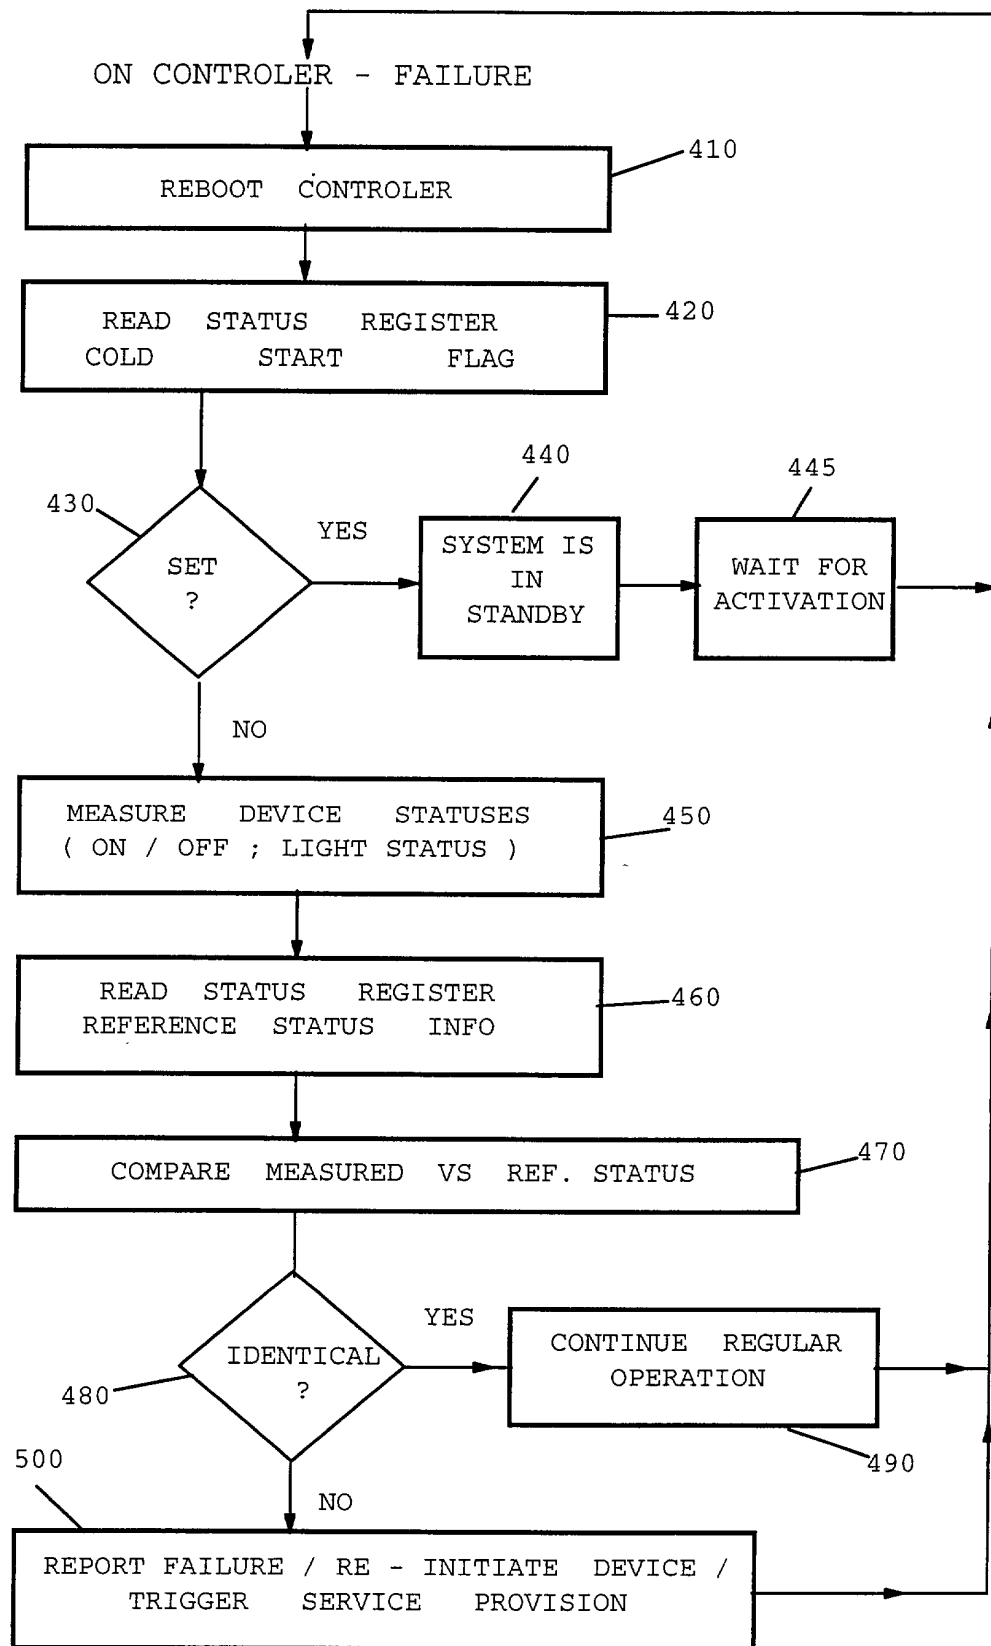 ON CONTROLER - FAILURE
410
REBOOT CONTROLER
420
READ STATUS REGISTER
COLD START FLAG
430
SET
?
YES
440
SYSTEM IS
IN
STANDBY
445
WAIT FOR
ACTIVATION
NO
450
MEASURE DEVICE STATUSES
( ON / OFF ; LIGHT STATUS )
460
READ STATUS REGISTER
REFERENCE STATUS INFO
470
COMPARE MEASURED VS REF. STATUS
480
IDENTICAL
?
YES
CONTINUE REGULAR
OPERATION
490
NO
500
REPORT FAILURE / RE - INITIATE DEVICE /
TRIGGER SERVICE PROVISION